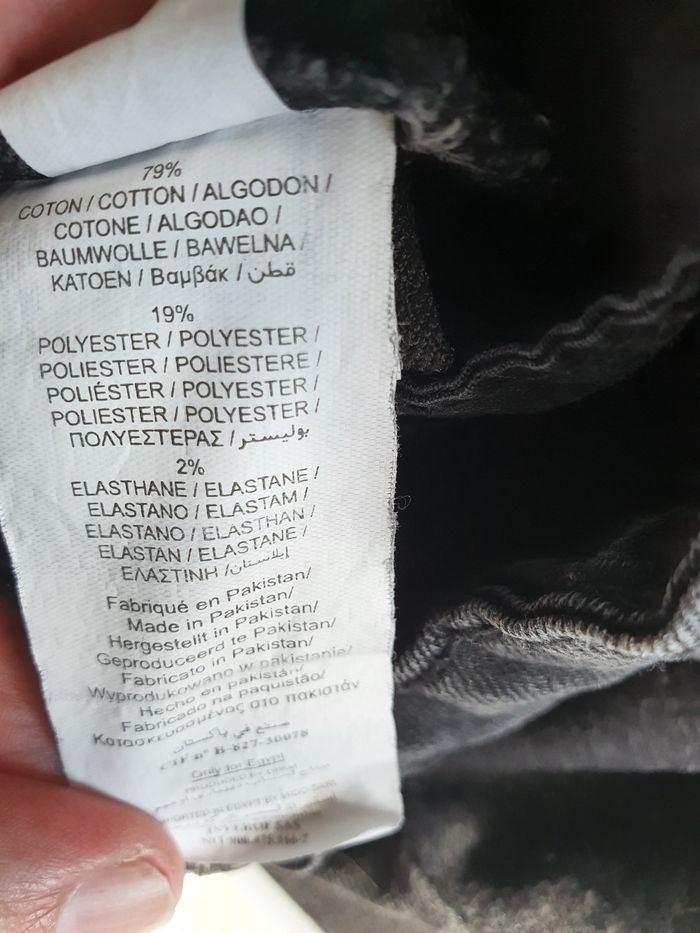 79%
COTON / COTTON / ALGODON /
COTONE / ALGODAO /
BAUMWOLLE / BAWELNA /
KATOEN / Βαμβάκ / قطن
19%
POLYESTER / POLYESTER /
POLIESTER / POLIESTERE /
POLIÉSTER / POLYESTER /
POLIESTER / POLYESTER /
ΠΟΛΥΕΣΤΕΡΑΣ / بوليستر
2%
ELASTHANE / ELASTANE /
ELASTANO / ELASTAM /
ELASTANO / ELASTHAN /
ELASTAN / ELASTANE /
ΕΛΑΣΤΙΝΗ / إيلاستان
Fabriqué en Pakistan/
Made in Pakistan/
Hergestellt in Pakistan/
Geproduceerd te Pakistan/
Fabricato in Pakistan/
Wyprodukowano w pakistanie/
Hecho en pakistán/
Fabricado na paquistão/
Κατασκευασμένος στο πακιστάν
صنع في باكستان
Only for Egypt